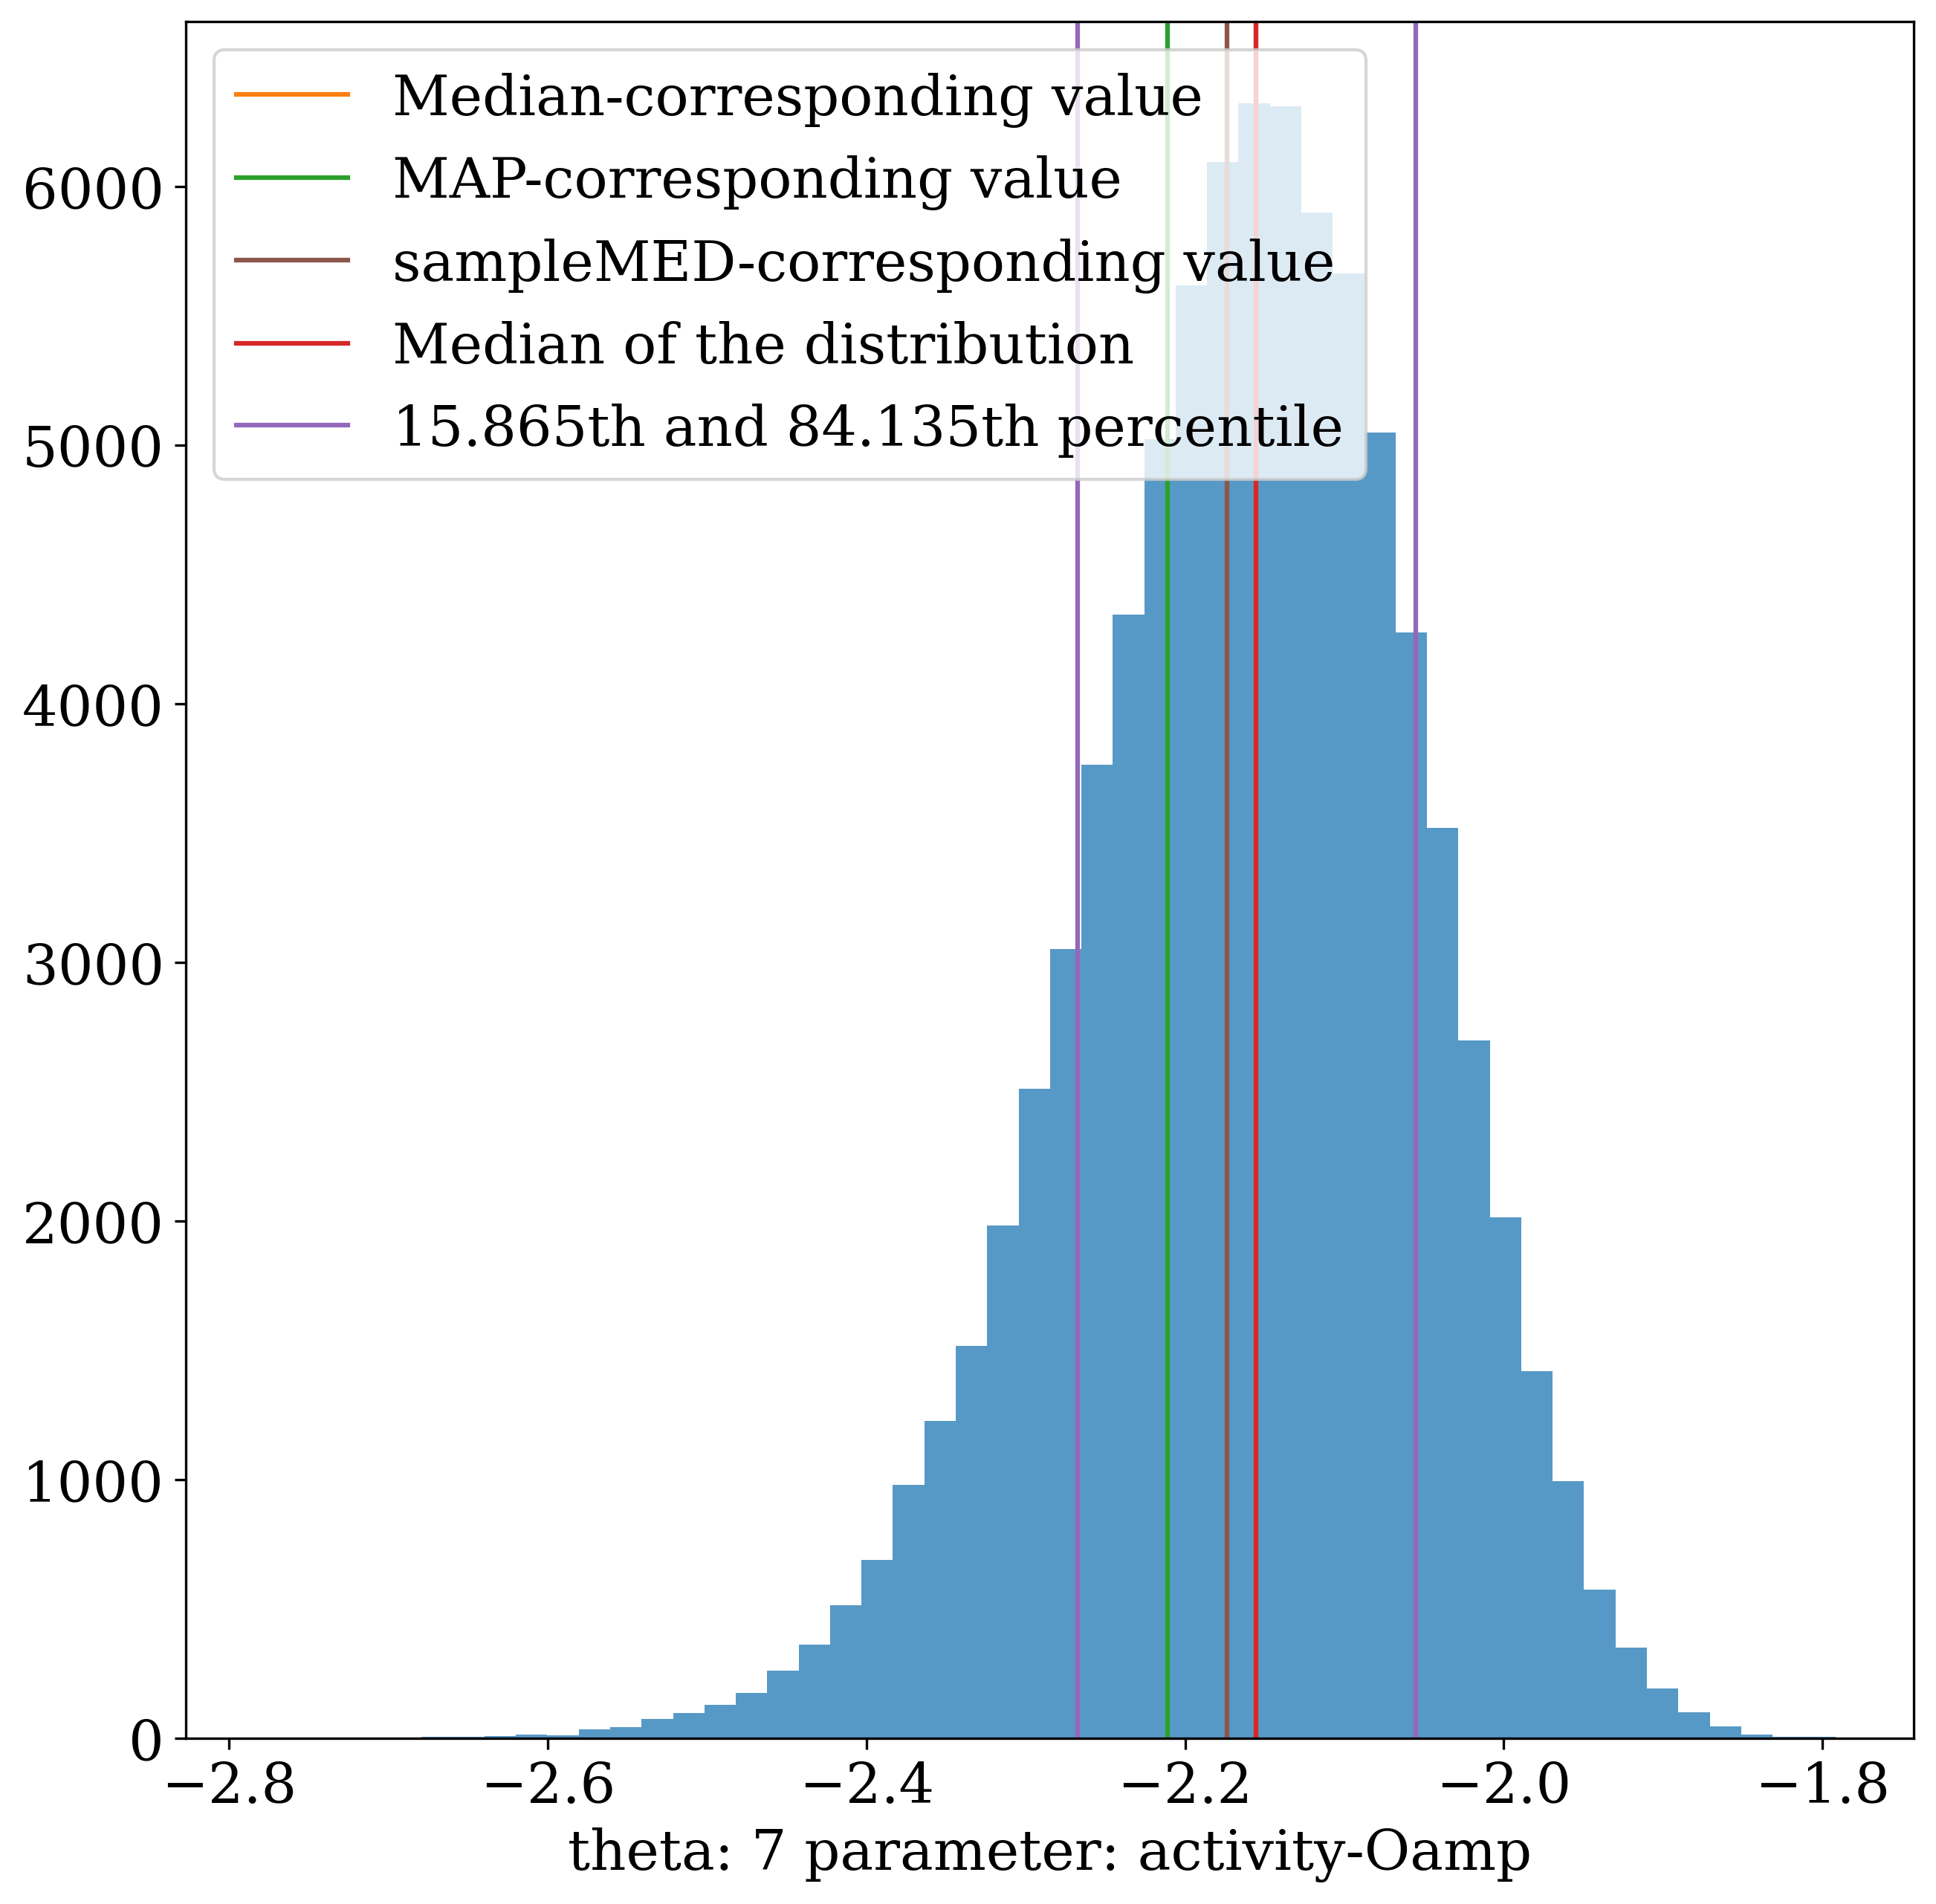 Median-corresponding value
MAP-corresponding value
sampleMED-corresponding value
Median of the distribution
15.865th and 84.135th percentile
6000
5000
4000
3000
2000
1000
0
−2.8 −2.6 −2.4 −2.2 −2.0 −1.8
theta: 7 parameter: activity-Oamp